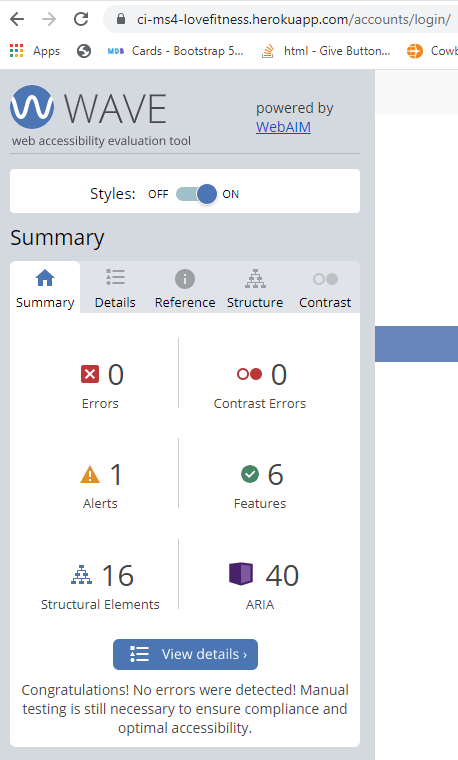 ci-ms4-lovefitness.herokuapp.com/accounts/login/
Apps MDB Cards - Bootstrap 5... html - Give Button... Cowb
WAVE
web accessibility evaluation tool
powered by
WebAIM
Styles: OFF ON
Summary
Summary Details Reference Structure Contrast
0 0
Errors Contrast Errors
1 6
Alerts Features
16 40
Structural Elements ARIA
View details ›
Congratulations! No errors were detected! Manual
testing is still necessary to ensure compliance and
optimal accessibility.